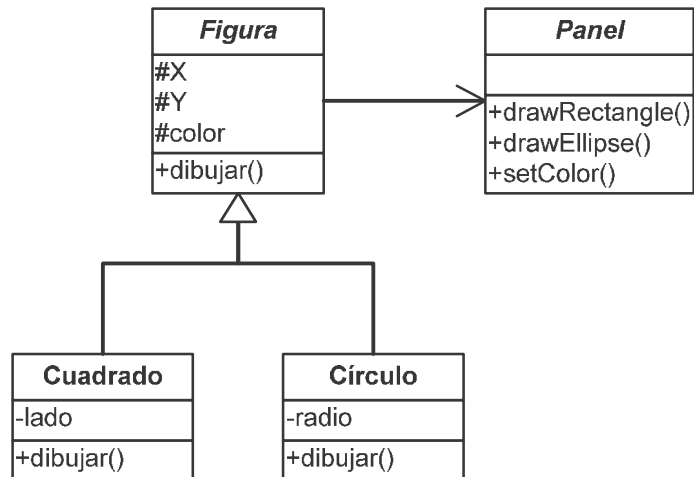 Figura
#X
#Y
#color
+dibujar()
Panel
+drawRectangle()
+drawEllipse()
+setColor()
Cuadrado
-lado
+dibujar()
Círculo
-radio
+dibujar()